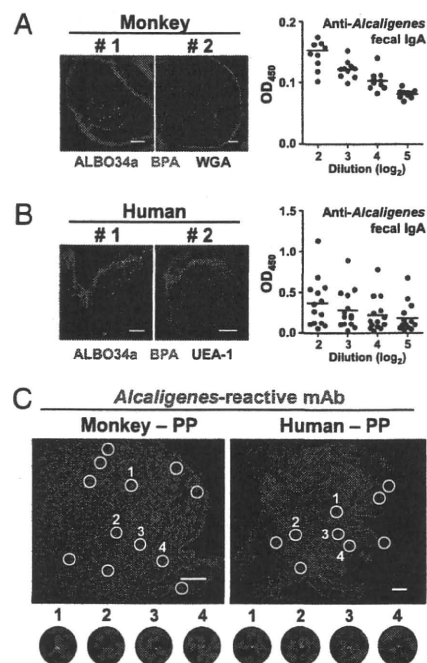 A
Monkey
# 1 # 2
ALBO34a BPA WGA
Anti-Alcaligenes
fecal IgA
OD450
0.2
0.1
0.0
2 3 4 5
Dilution (log2)
B
Human
# 1 # 2
ALBO34a BPA UEA-1
Anti-Alcaligenes
fecal IgA
OD450
1.5
1.0
0.5
0.0
2 3 4 5
Dilution (log2)
C
Alcaligenes-reactive mAb
Monkey – PP Human – PP
1
2 3
4
1
2 3
4
1 2 3 4 1 2 3 4